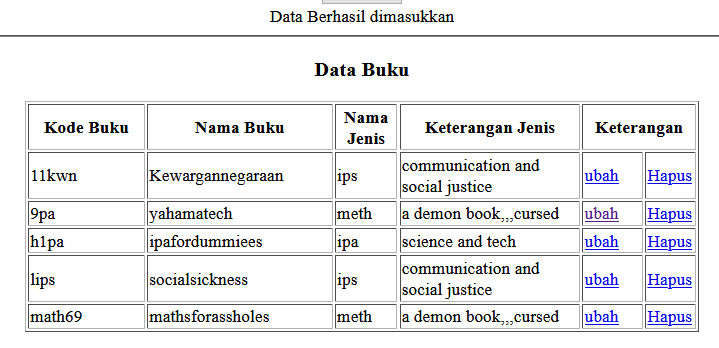 Data Berhasil dimasukkan
Data Buku
Kode Buku Nama Buku Nama Jenis Keterangan Jenis Keterangan
11kwn Kewargannegaraan ips communication and social justice ubah Hapus
9pa yahamatech meth a demon book,,,cursed ubah Hapus
h1pa ipafordummiees ipa science and tech ubah Hapus
lips socialsickness ips communication and social justice ubah Hapus
math69 mathsforassholes meth a demon book,,,cursed ubah Hapus